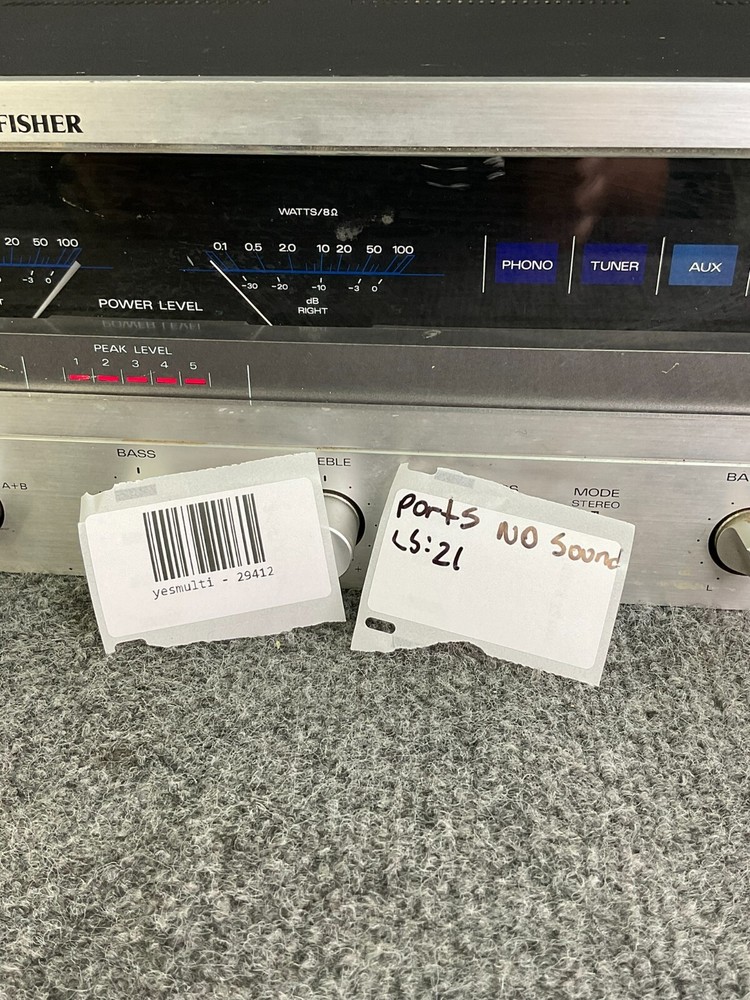 FISHER
WATTS/8Ω
20 50 100
0.1 0.5 2.0 10 20 50 100
-3 0
-30 -20 -10 -3 0
dB
RIGHT
POWER LEVEL
PHONO
TUNER
AUX
PEAK LEVEL
1 2 3 4 5
BASS
EBLE
MODE
STEREO
BA
A+B
L
yesmulti - 29412
Parts NO Sound
LS:21